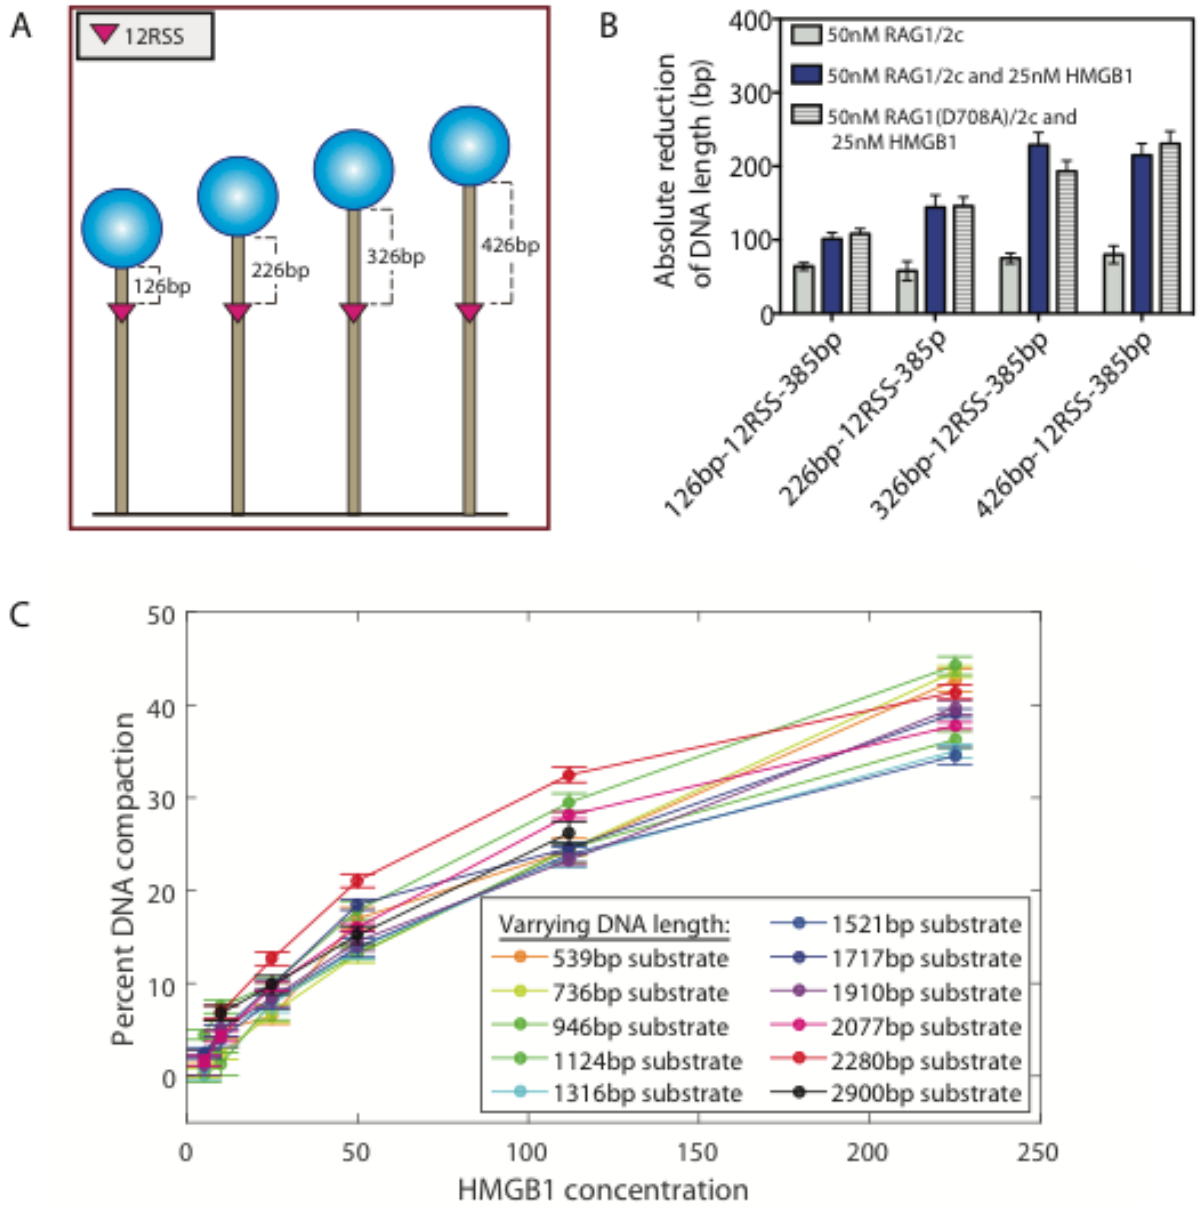 A
12RSS
126bp
226bp
326bp
426bp
B
Absolute reduction
of DNA length (bp)
400
300
200
100
0
50nM RAG1/2c
50nM RAG1/2c and 25nM HMGB1
50nM RAG1(D708A)/2c and
25nM HMGB1
126bp-12RSS-385bp
226bp-12RSS-385p
326bp-12RSS-385bp
426bp-12RSS-385bp
C
Percent DNA compaction
50
40
30
20
10
0
Varrying DNA length:
539bp substrate
736bp substrate
946bp substrate
1124bp substrate
1316bp substrate
1521bp substrate
1717bp substrate
1910bp substrate
2077bp substrate
2280bp substrate
2900bp substrate
0
50
100
150
200
250
HMGB1 concentration